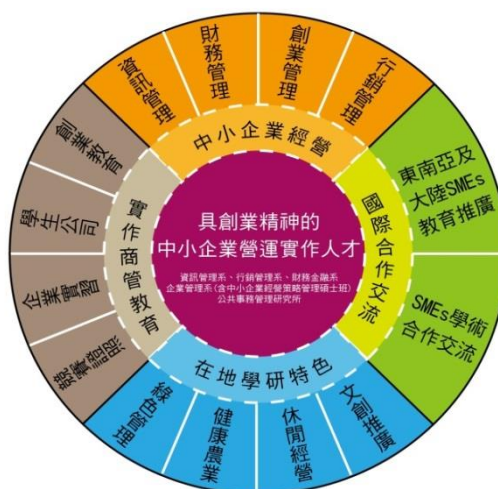 資訊管理
財務管理
創業管理
行銷管理
中小企業經營
創業教育
學生公司
企業實習
實作商管教育
具創業精神的
中小企業營運實作人才
資訊管理系、行銷管理系、財務金融系
企業管理系(含中小企業經營策略管理碩士班)
公共事務管理研究所
國際合作交流
東南亞及
大陸SMEs
教育推廣
SMEs學術
合作交流
在地學研特色
綠色管理
健康農業
休閒經營
文創推廣